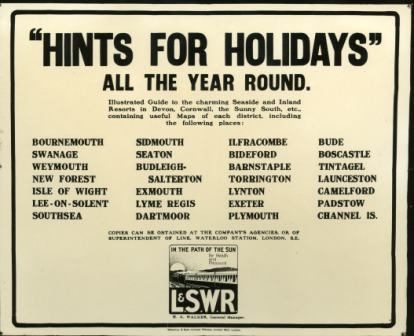 "HINTS FOR HOLIDAYS"
ALL THE YEAR ROUND.
Illustrated Guide to the charming Seaside and Inland
Resorts in Devon, Cornwall, the Sunny South, etc.,
containing useful Maps of each district, including
the following places:
BOURNEMOUTH
SWANAGE
WEYMOUTH
NEW FOREST
ISLE OF WIGHT
LEE-ON-SOLENT
SOUTHSEA
SIDMOUTH
SEATON
BUDLEIGH-
SALTERTON
EXMOUTH
LYME REGIS
DARTMOOR
ILFRACOMBE
BIDEFORD
BARNSTAPLE
TORRINGTON
LYNTON
EXETER
PLYMOUTH
BUDE
BOSCASTLE
TINTAGEL
LAUNCESTON
CAMELFORD
PADSTOW
CHANNEL IS.
COPIES CAN BE OBTAINED AT THE COMPANY'S AGENCIES, OR OF
SUPERINTENDENT OF LINE, WATERLOO STATION, LONDON, S.E.
IN THE PATH OF THE SUN
for Health
and
Pleasure
L&SWR
H. A. WALKER, General Manager.